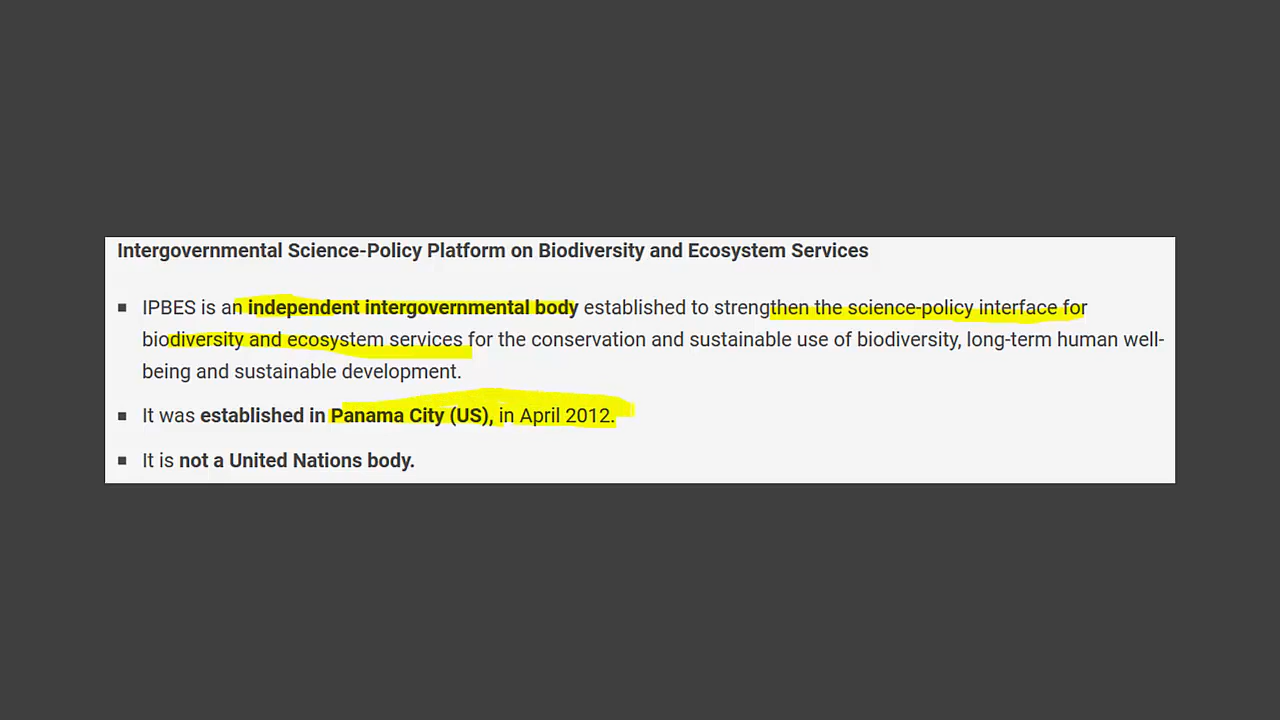 Intergovernmental Science-Policy Platform on Biodiversity and Ecosystem Services
▪ IPBES is an independent intergovernmental body established to strengthen the science-policy interface for
biodiversity and ecosystem services for the conservation and sustainable use of biodiversity, long-term human well-
being and sustainable development.
▪ It was established in Panama City (US), in April 2012.
▪ It is not a United Nations body.